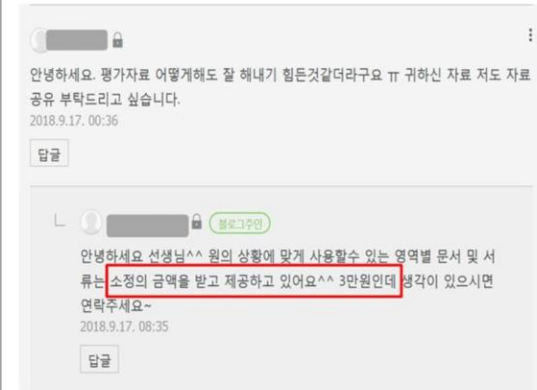 안녕하세요. 평가자료 어떻게해도 잘 해내기 힘든것같더라구요 ㅠ 귀하신 자료 저도 자료
공유 부탁드리고 싶습니다.
2018.9.17. 00:36
답글
블로그주인
안녕하세요 선생님^^ 원의 상황에 맞게 사용할수 있는 영역별 문서 및 서
류는 소정의 금액을 받고 제공하고 있어요^^ 3만원인데 생각이 있으시면
연락주세요~
2018.9.17. 08:35
답글